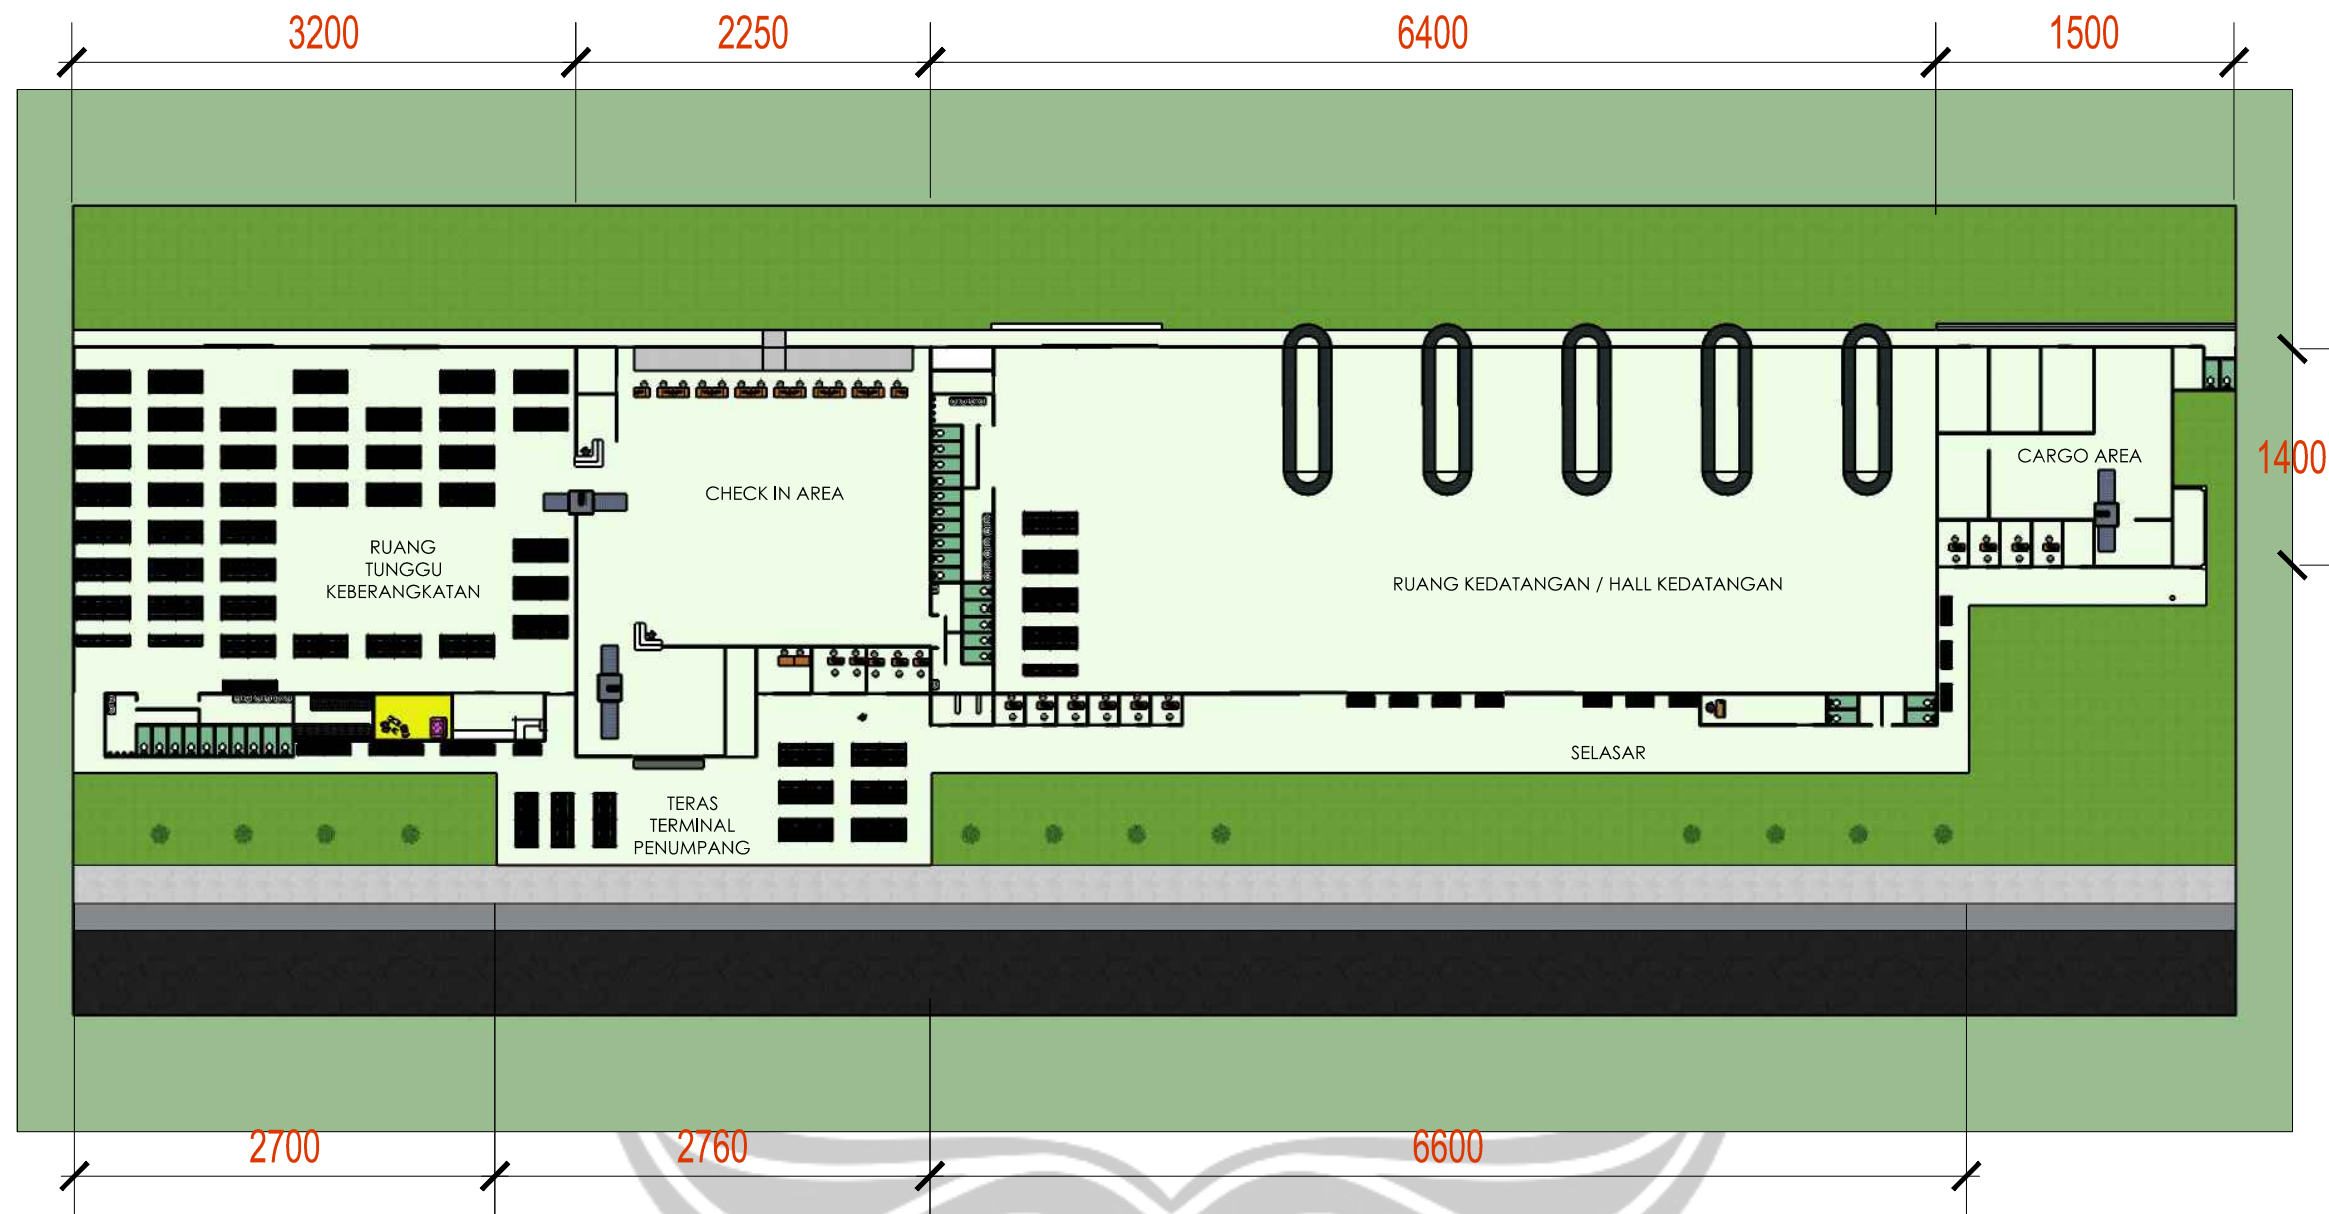 3200
2250
6400
1500
CARGO AREA
1400
CHECK IN AREA
RUANG
TUNGGU
KEBERANGKATAN
RUANG KEDATANGAN / HALL KEDATANGAN
SELASAR
TERAS
TERMINAL
PENUMPANG
2700
2760
6600